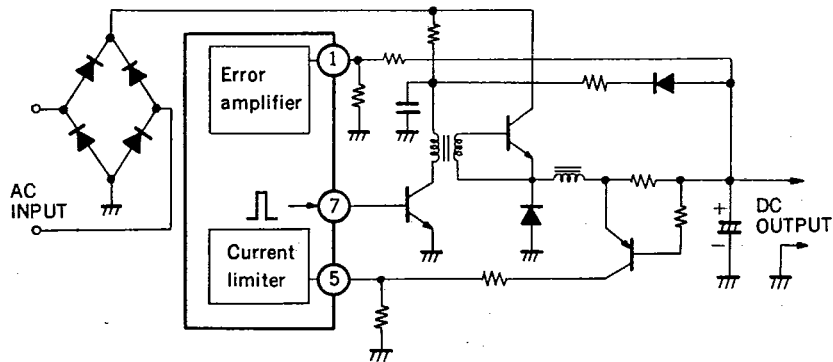 1
Error
amplifier
AC
INPUT
7
Current
limiter
5
+
−
DC
OUTPUT